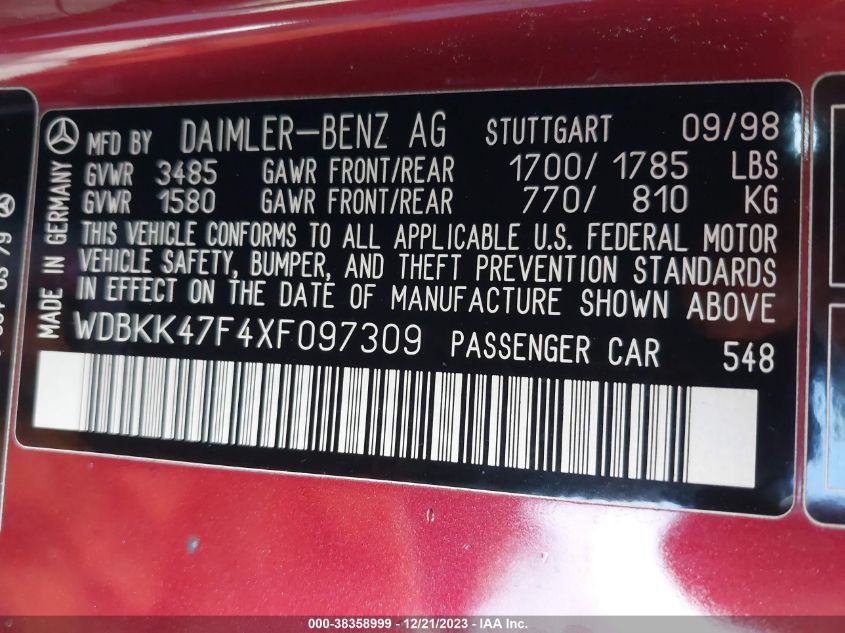 MFD BY DAIMLER-BENZ AG STUTTGART 09/98
GVWR 3485 GAWR FRONT/REAR 1700/ 1785 LBS
GVWR 1580 GAWR FRONT/REAR 770/ 810 KG
THIS VEHICLE CONFORMS TO ALL APPLICABLE U.S. FEDERAL MOTOR
VEHICLE SAFETY, BUMPER, AND THEFT PREVENTION STANDARDS
IN EFFECT ON THE DATE OF MANUFACTURE SHOWN ABOVE
WDBKK47F4XF097309 PASSENGER CAR 548
MADE IN GERMANY
000-38358999 - 12/21/2023 - IAA Inc.